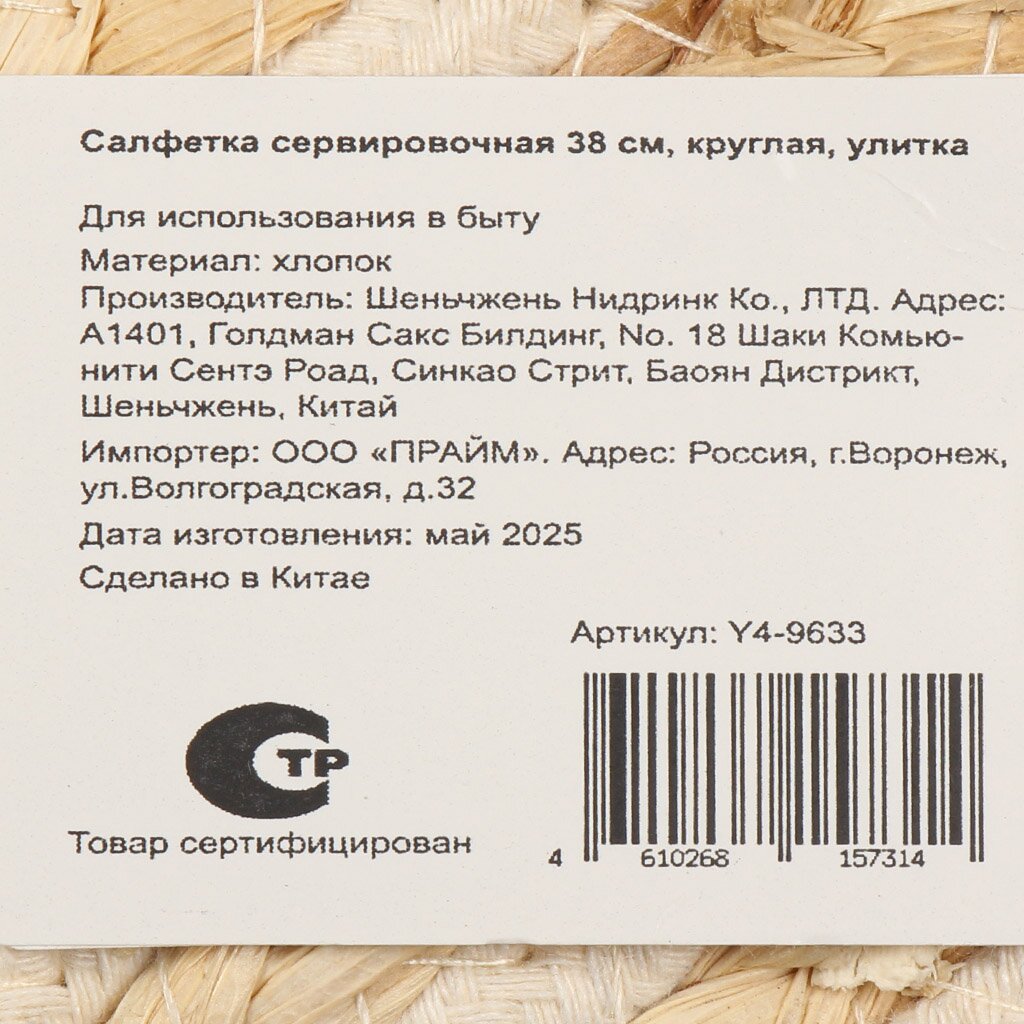 Салфетка сервировочная 38 см, круглая, улитка
Для использования в быту
Материал: хлопок
Производитель: Шеньчжень Нидринк Ко., ЛТД. Адрес:
А1401, Голдман Сакс Билдинг, No. 18 Шаки Комью-
нити Сентэ Роад, Синкао Стрит, Баоян Дистрикт,
Шеньчжень, Китай
Импортер: ООО «ПРАЙМ». Адрес: Россия, г.Воронеж,
ул.Волгоградская, д.32
Дата изготовления: май 2025
Сделано в Китае
Артикул: Y4-9633
СТР
Товар сертифицирован
4 610268 157314